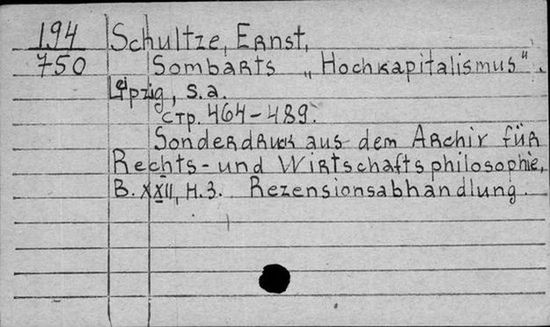 194 Schultze, Ernst,
750 Sombarts „Hochkapitalismus“.
Leipzig, s.a.
стр. 464-489.
Sonderdruck aus dem Archiv für
Rechts- und Wirtschaftsphilosophie,
B. XXII, H.3. Rezensionsabhandlung.